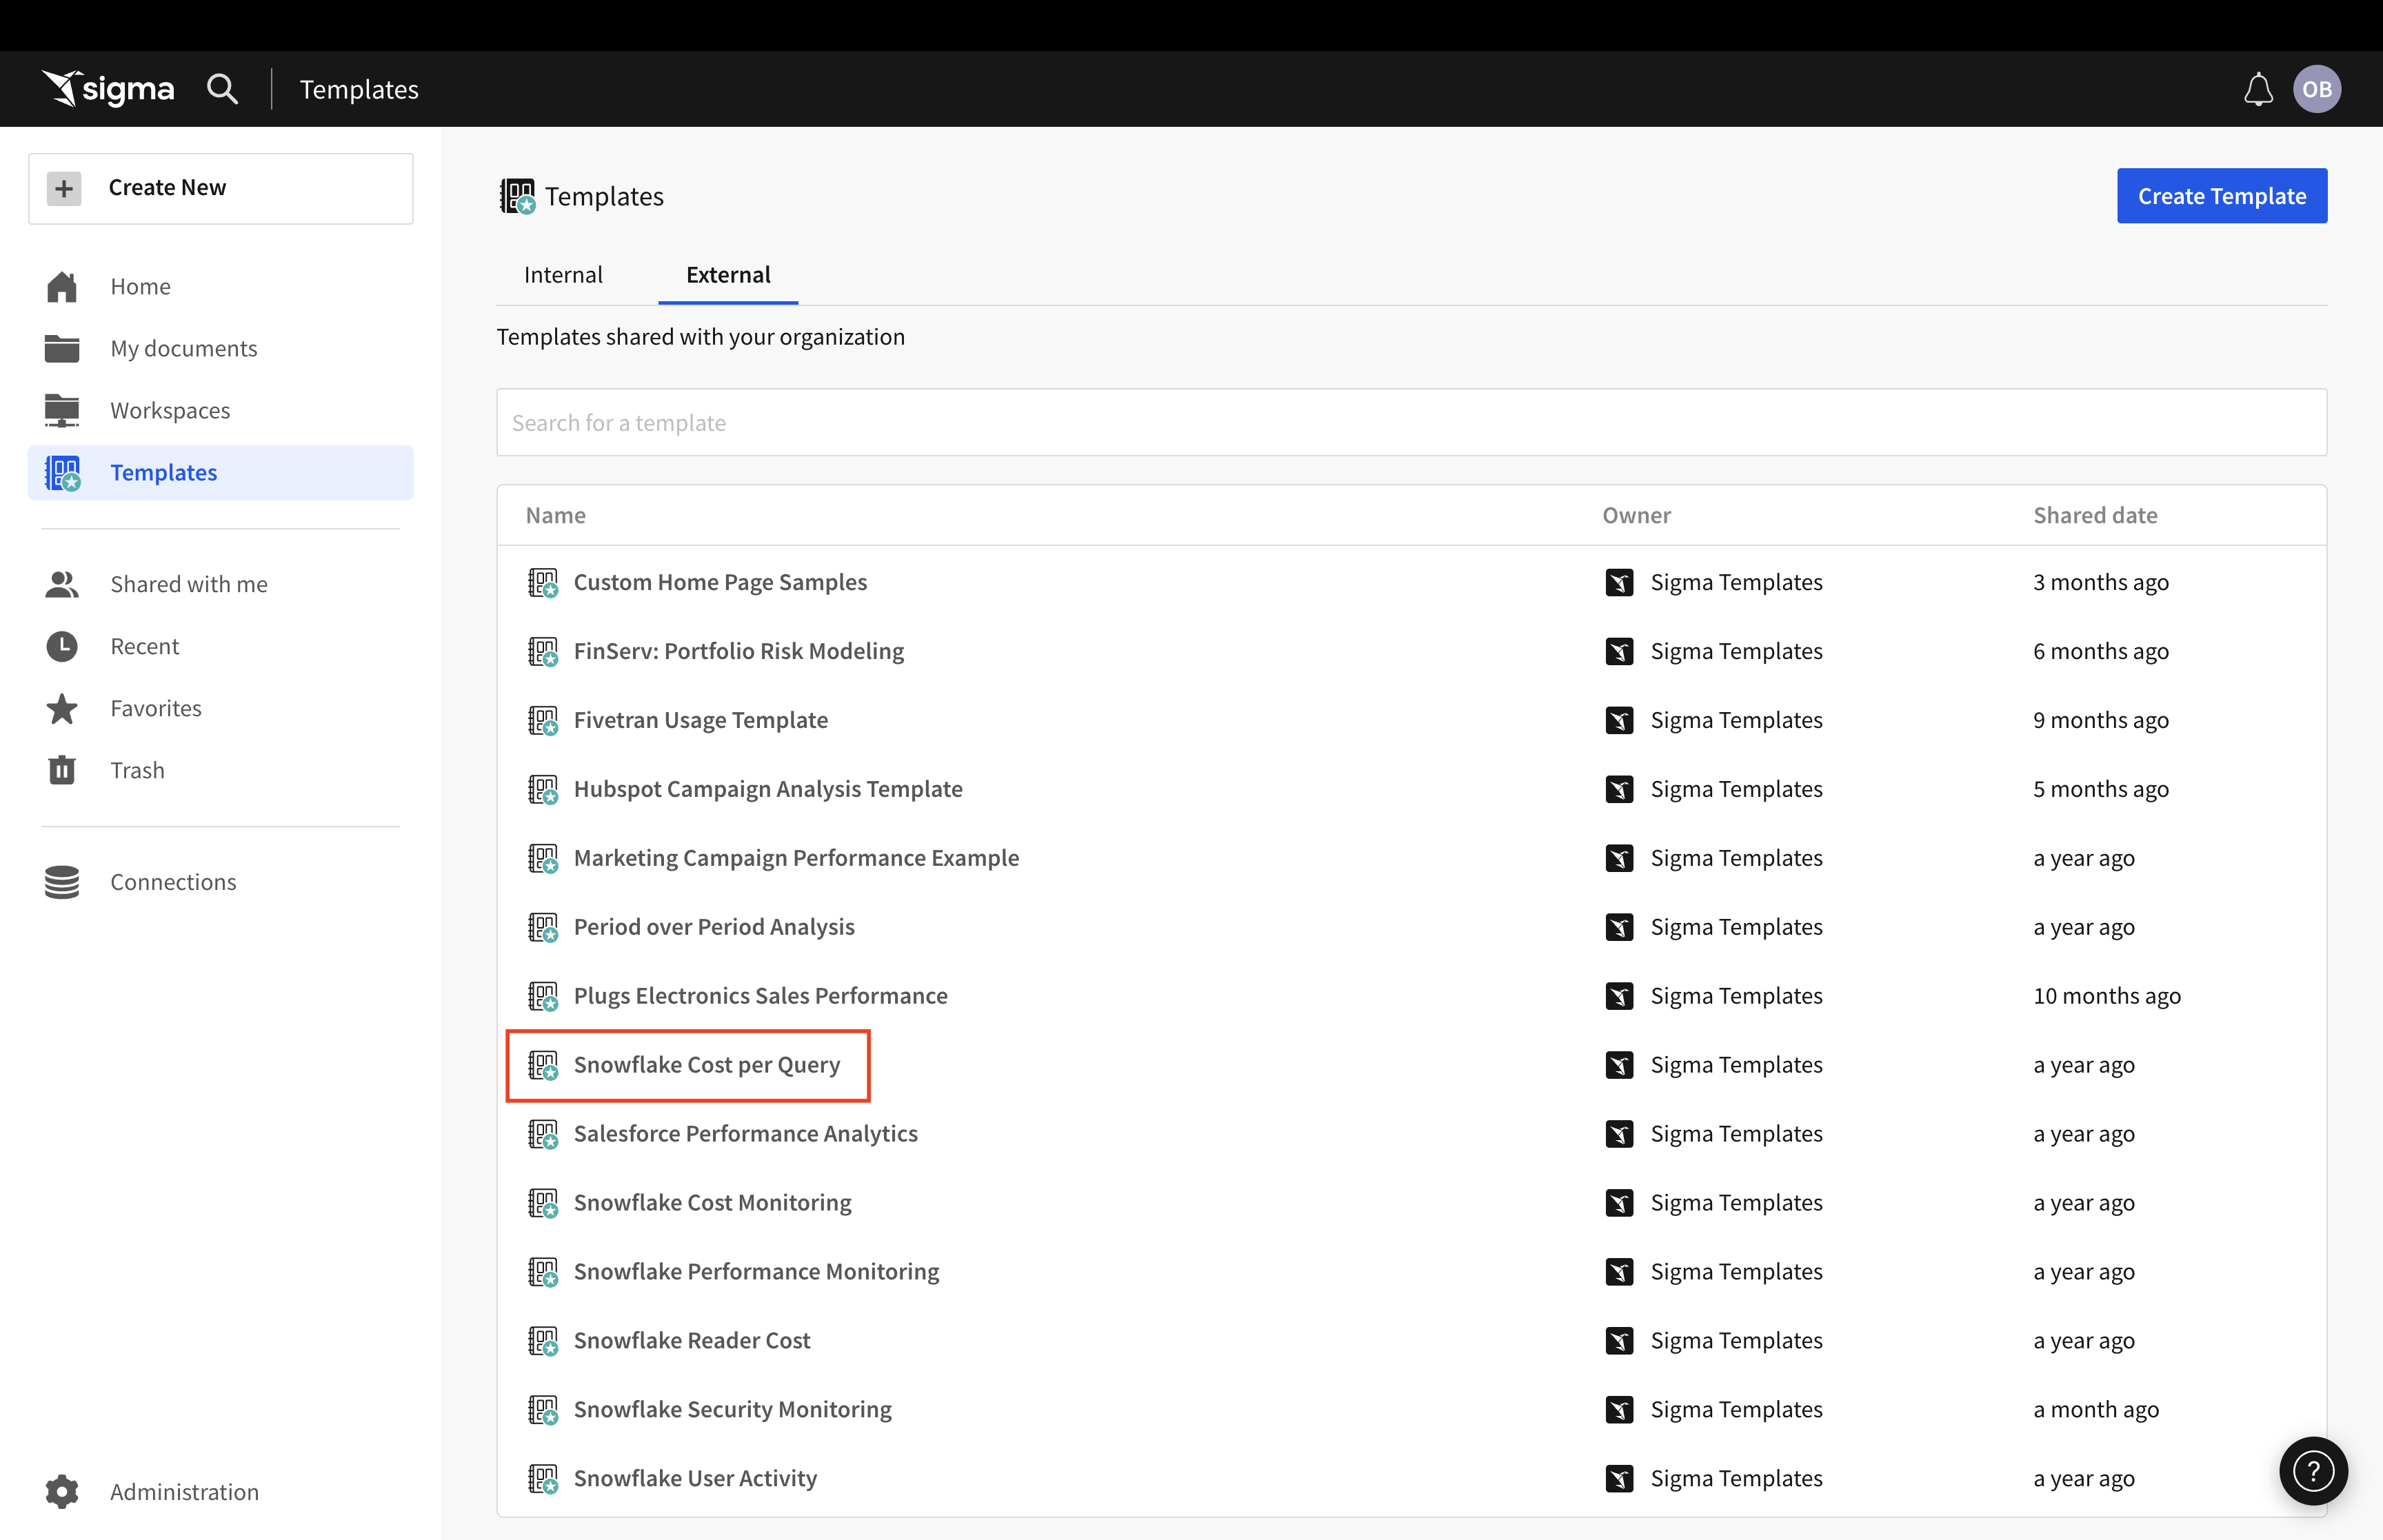 sigma Templates OB
Create New
Home
My documents
Workspaces
Templates
Shared with me
Recent
Favorites
Trash
Connections
Administration
Templates
Create Template
Internal External
Templates shared with your organization
Search for a template
Name Owner Shared date
Custom Home Page Samples Sigma Templates 3 months ago
FinServ: Portfolio Risk Modeling Sigma Templates 6 months ago
Fivetran Usage Template Sigma Templates 9 months ago
Hubspot Campaign Analysis Template Sigma Templates 5 months ago
Marketing Campaign Performance Example Sigma Templates a year ago
Period over Period Analysis Sigma Templates a year ago
Plugs Electronics Sales Performance Sigma Templates 10 months ago
Snowflake Cost per Query Sigma Templates a year ago
Salesforce Performance Analytics Sigma Templates a year ago
Snowflake Cost Monitoring Sigma Templates a year ago
Snowflake Performance Monitoring Sigma Templates a year ago
Snowflake Reader Cost Sigma Templates a year ago
Snowflake Security Monitoring Sigma Templates a month ago
Snowflake User Activity Sigma Templates a year ago
?